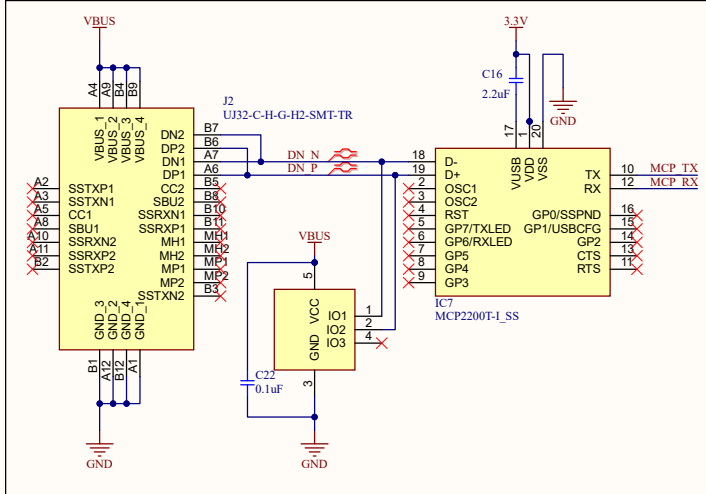 VBUS
3.3V
A4
A9
B4
B9
J2
UJ32-C-H-G-H2-SMT-TR
C16
2.2uF
GND
17
1
20
VBUS_1
VBUS_2
VBUS_3
VBUS_4
VUSB
VDD
VSS
DN2 B7
DP2 B6
DN1 A7
DP1 A6
CC2 B5
SBU2 B8
SSRXN1 B10
SSRXP1 B11
MH1 MH1
MH2 MH2
MP1 MP1
MP2 MP2
SSTXN2 B3
A2 SSTXP1
A3 SSTXN1
A5 CC1
A8 SBU1
A10 SSRXN2
A11 SSRXP2
B2 SSTXP2
GND_3
GND_2
GND_4
GND_1
B1
A12
B12
A1
GND
DN_N
DN_P
18 D-
19 D+
2 OSC1
3 OSC2
4 RST
5 GP7/TXLED
6 GP6/RXLED
7 GP5
8 GP4
9 GP3
TX 10 MCP_TX
RX 12 MCP_RX
GP0/SSPND 16
GP1/USBCFG 15
GP2 14
CTS 13
RTS 11
IC7
MCP2200T-I_SS
VBUS
5
VCC
GND
IO1 1
IO2 2
IO3 4
3
C22
0.1uF
GND